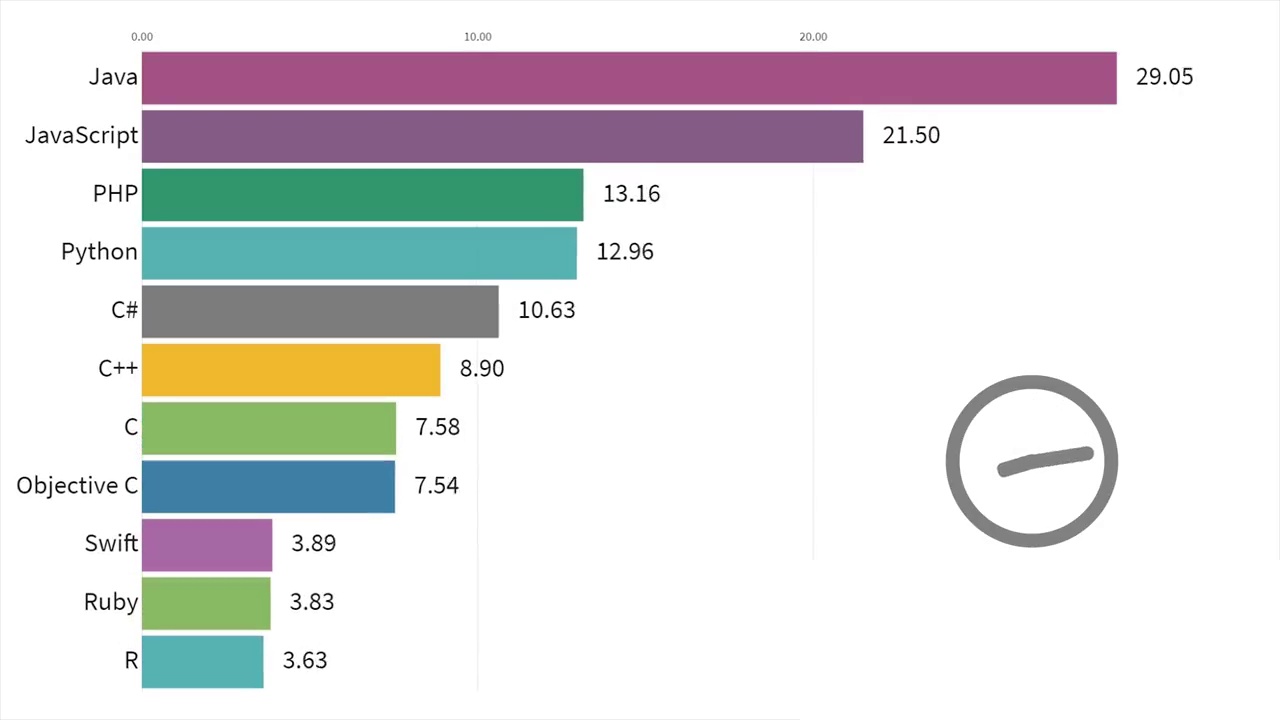 0.00 10.00 20.00
Java 29.05
JavaScript 21.50
PHP 13.16
Python 12.96
C# 10.63
C++ 8.90
C 7.58
Objective C 7.54
Swift 3.89
Ruby 3.83
R 3.63